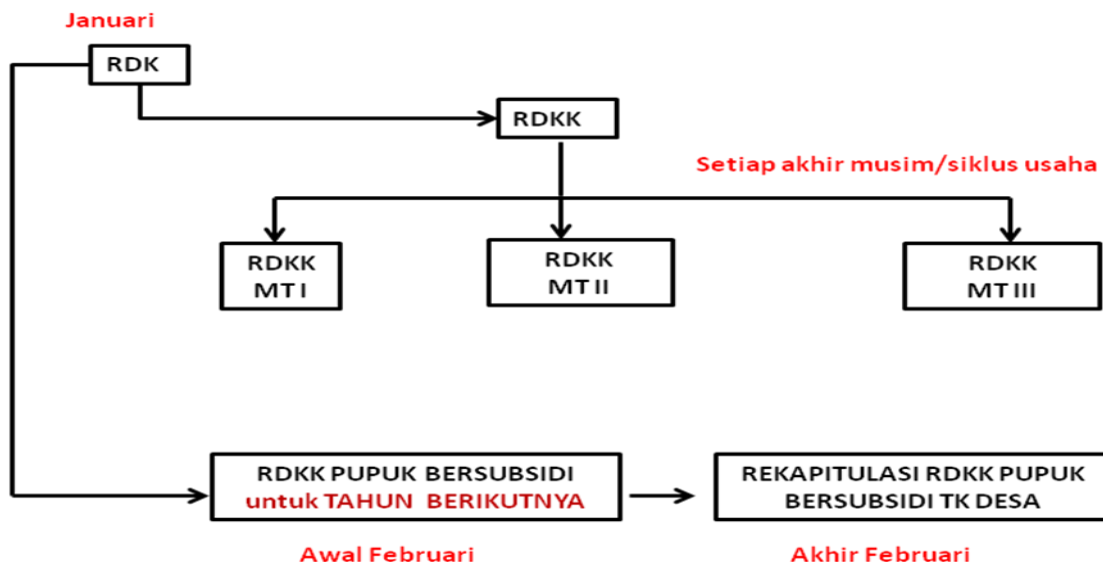 Januari
RDK
RDKK
Setiap akhir musim/siklus usaha
RDKK
MT I
RDKK
MT II
RDKK
MT III
RDKK PUPUK BERSUBSIDI
untuk TAHUN BERIKUTNYA
REKAPITULASI RDKK PUPUK
BERSUBSIDI TK DESA
Awal Februari
Akhir Februari